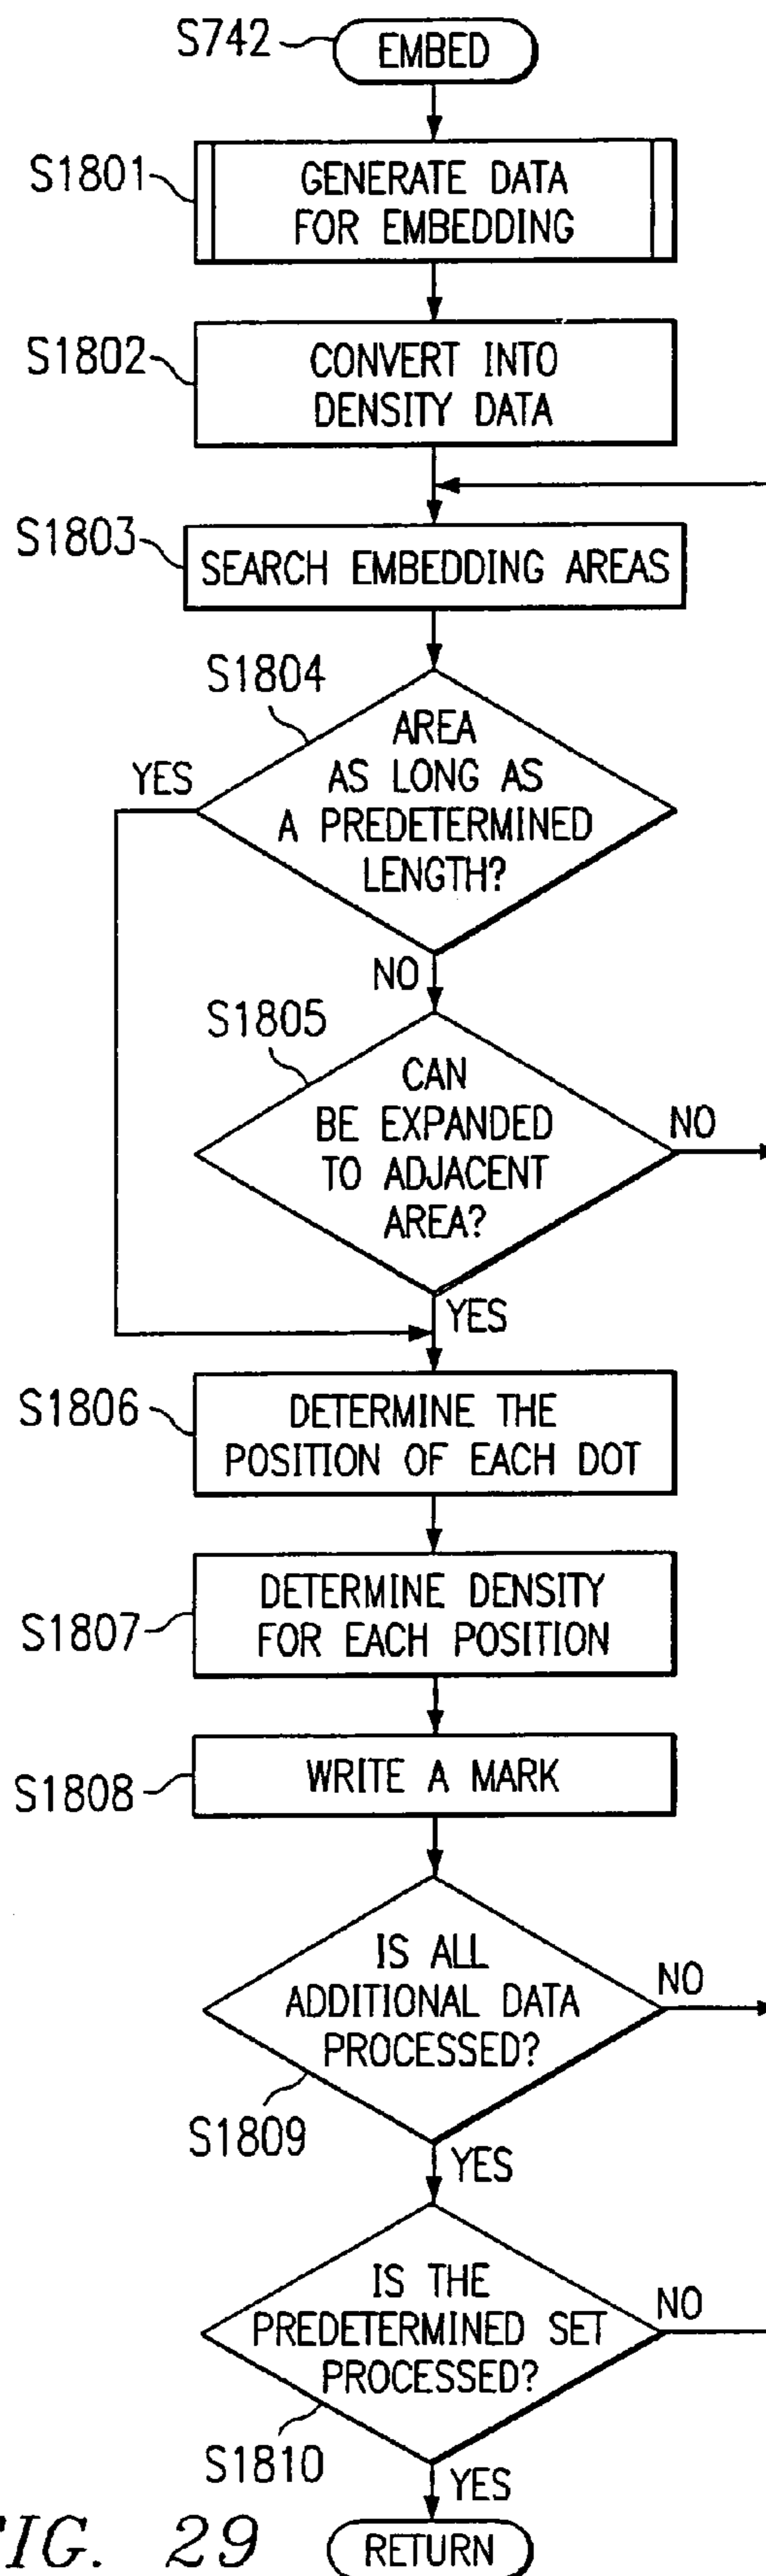 S742
EMBED
S1801
GENERATE DATA
FOR EMBEDDING
S1802
CONVERT INTO
DENSITY DATA
S1803
SEARCH EMBEDDING AREAS
S1804
AREA
AS LONG AS
A PREDETERMINED
LENGTH?
YES
NO
S1805
CAN
BE EXPANDED
TO ADJACENT
AREA?
NO
YES
S1806
DETERMINE THE
POSITION OF EACH DOT
S1807
DETERMINE DENSITY
FOR EACH POSITION
S1808
WRITE A MARK
IS ALL
ADDITIONAL DATA
PROCESSED?
NO
S1809
YES
IS THE
PREDETERMINED SET
PROCESSED?
NO
S1810
YES
FIG. 29
RETURN